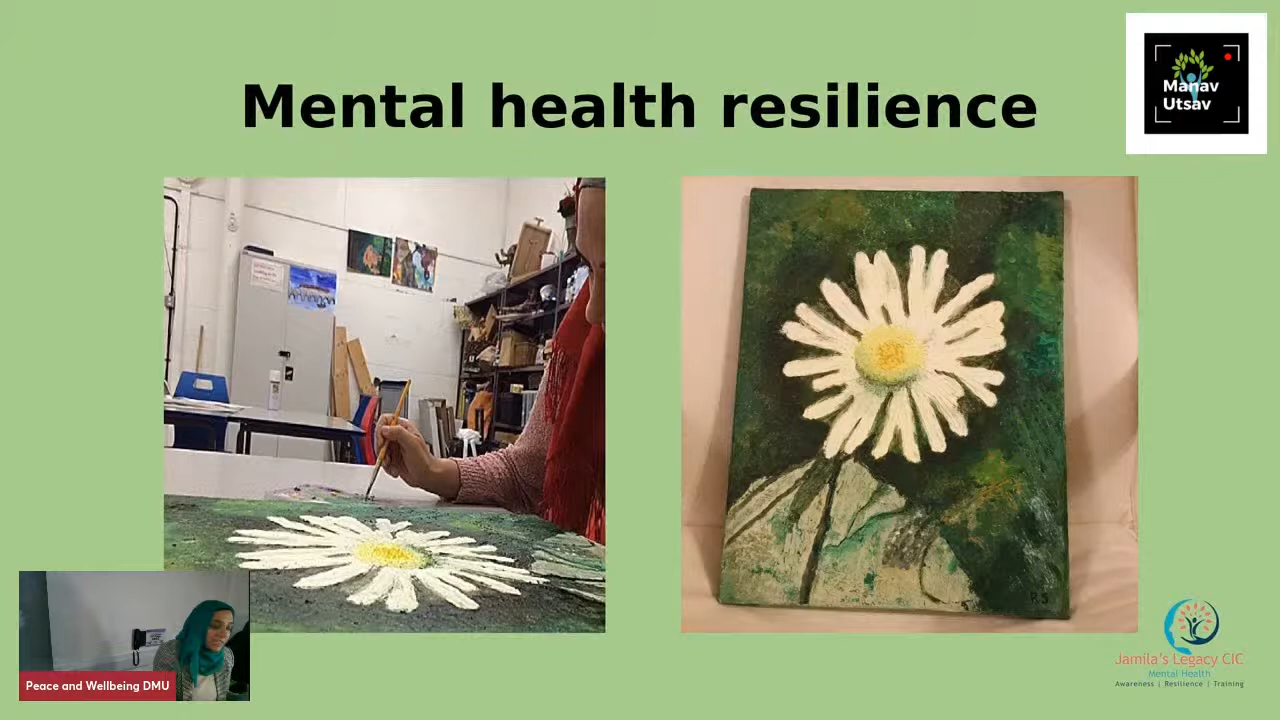 Mental health resilience
Manav
Utsav
R S
Peace and Wellbeing DMU
Jamila's Legacy CIC
Mental Health
Awareness | Resilience | Training